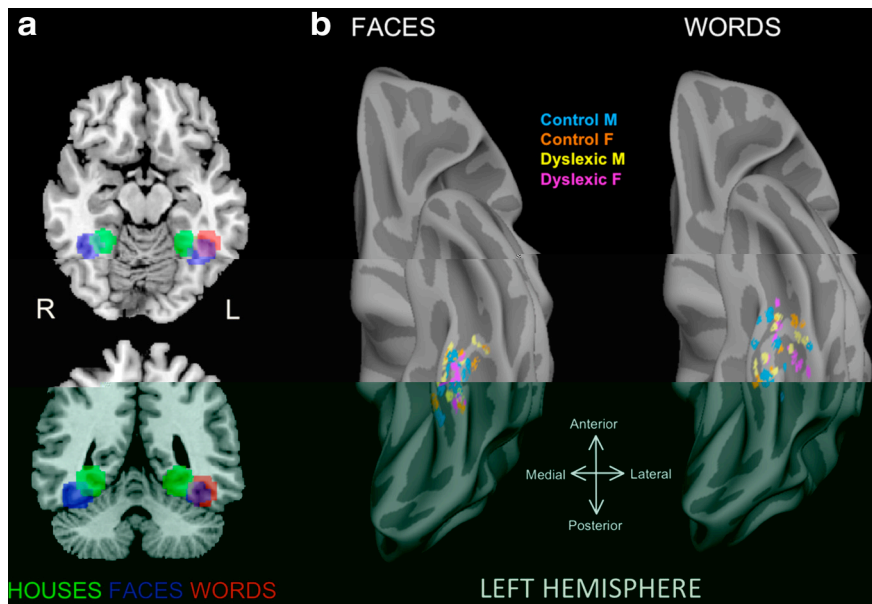 a
b
FACES
WORDS
Control M
Control F
Dyslexic M
Dyslexic F
R
L
Anterior
Medial
Lateral
Posterior
HOUSES FACES WORDS
LEFT HEMISPHERE